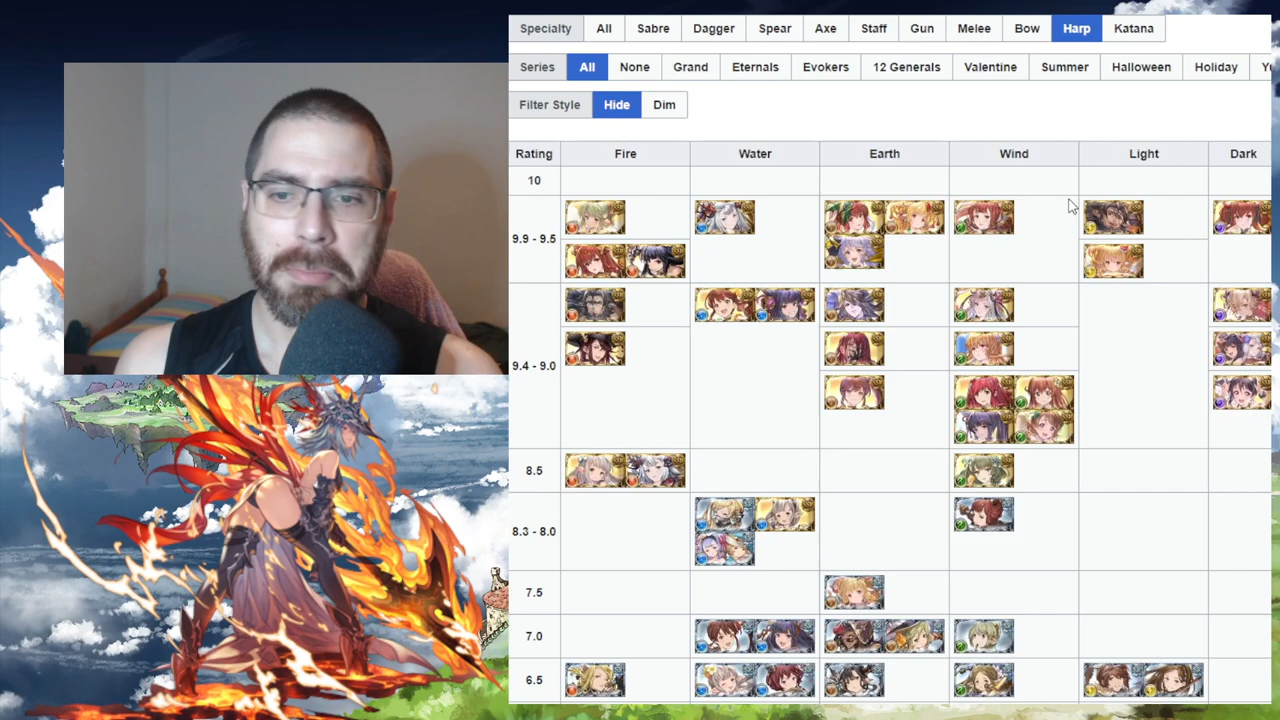 Specialty All Sabre Dagger Spear Axe Staff Gun Melee Bow Harp Katana
Series All None Grand Eternals Evokers 12 Generals Valentine Summer Halloween Holiday
Filter Style Hide Dim
Rating Fire Water Earth Wind Light Dark
10
9.9 - 9.5
9.4 - 9.0
8.5
8.3 - 8.0
7.5
7.0
6.5